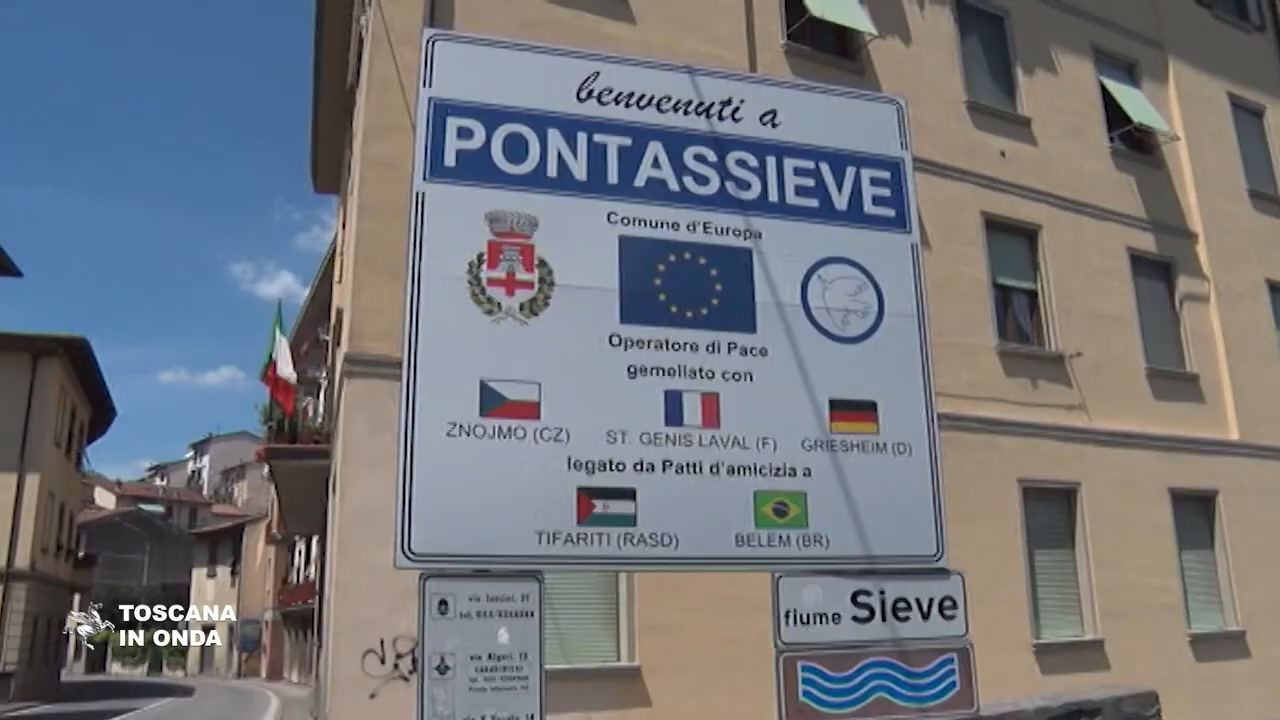 benvenuti a
PONTASSIEVE
Comune d'Europa
Operatore di Pace
gemellato con
ZNOJMO (CZ)
ST. GENIS LAVAL (F)
GRIESHEIM (D)
legato da Patti d'amicizia a
TIFARITI (RASD)
BELEM (BR)
fiume Sieve
CARABINIERI
TOSCANA
IN ONDA